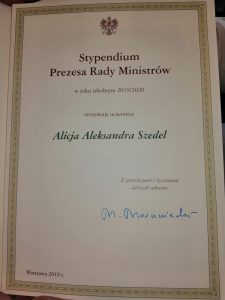 Stypendium
Prezesa Rady Ministrów
w roku szkolnym 2019/2020
otrzymuje uczennica
Alicja Aleksandra Szedel
Z gratulacjami i życzeniami
dalszych sukcesów
Warszawa 2019 r.